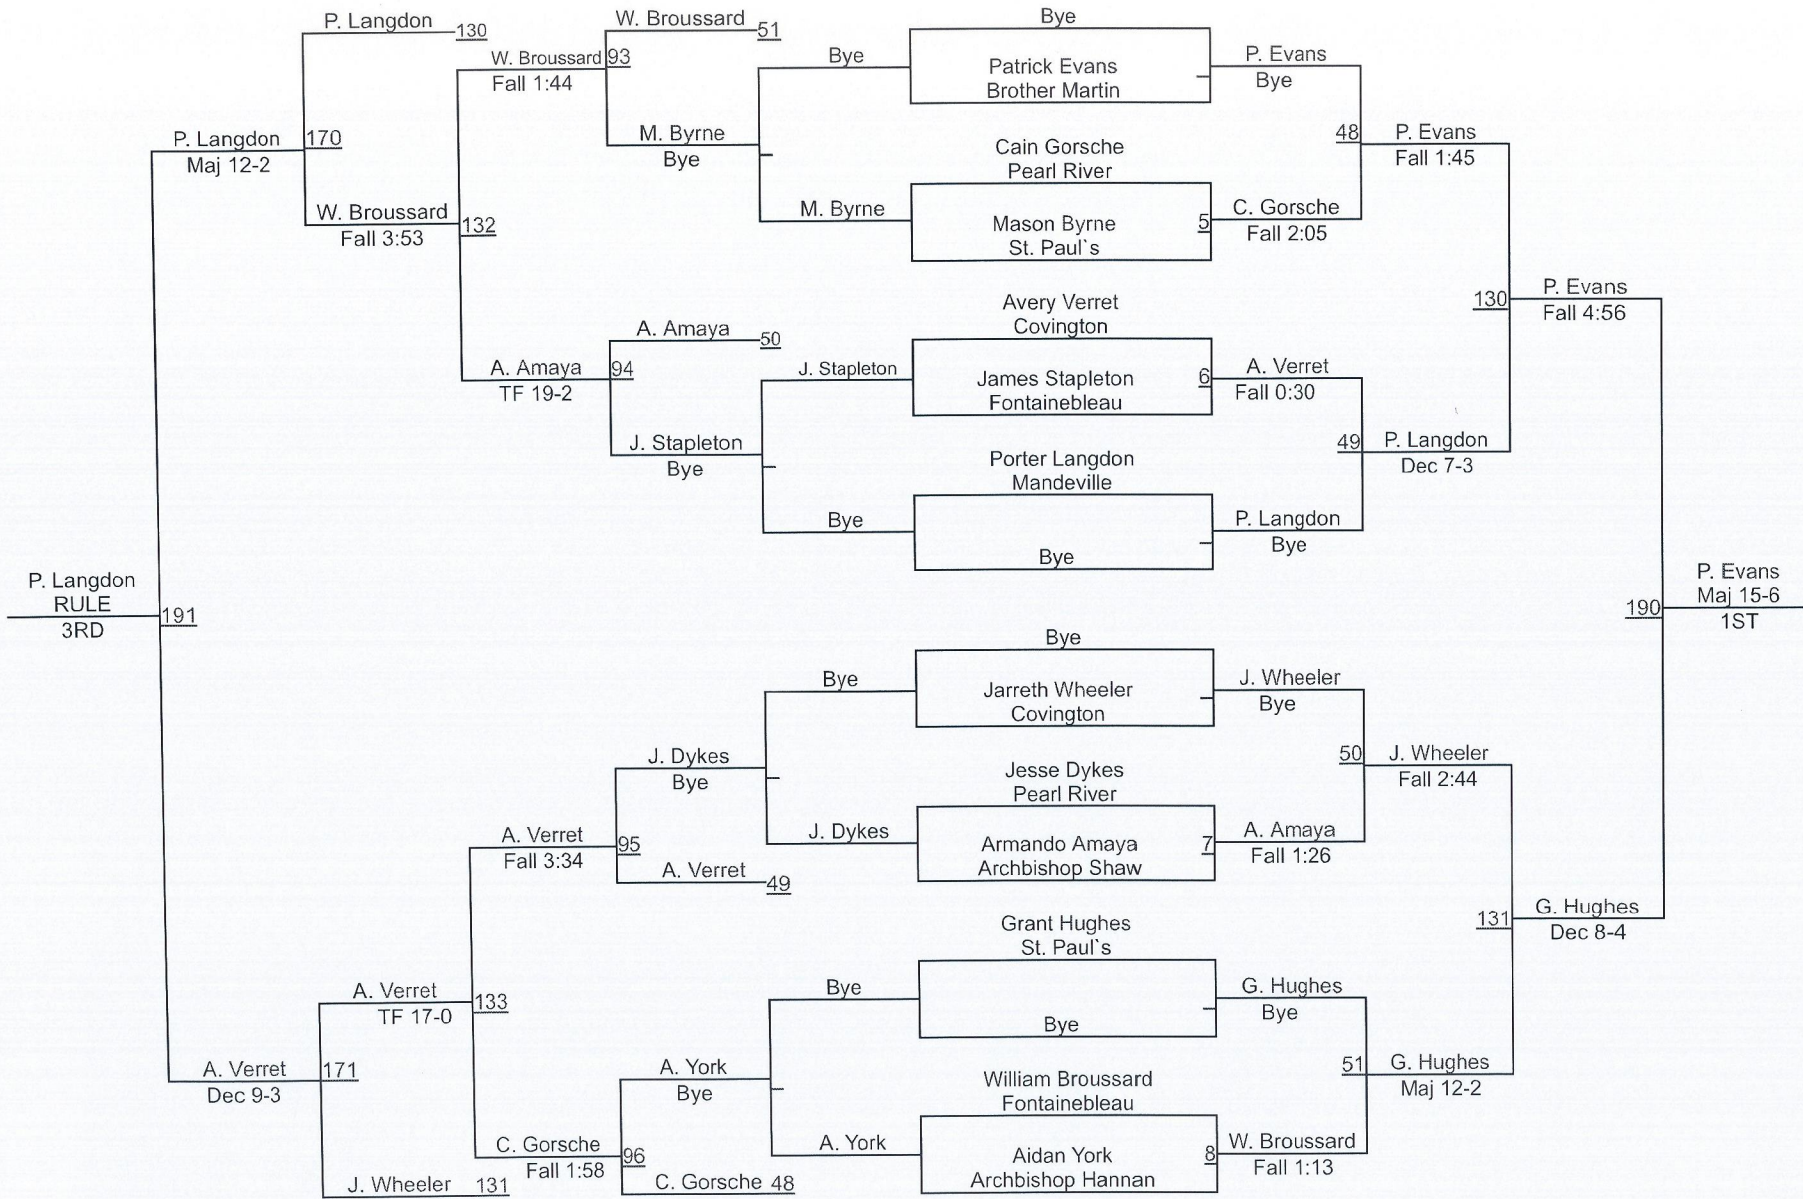 P. Langdon
130
W. Broussard
Fall 1:44
93
W. Broussard
51
Bye
M. Byrne
Bye
M. Byrne
P. Langdon
Maj 12-2
170
W. Broussard
Fall 3:53
132
A. Amaya
50
A. Amaya
TF 19-2
94
J. Stapleton
J. Stapleton
Bye
Bye
P. Langdon
RULE
3RD
191
Bye
J. Dykes
Bye
J. Dykes
A. Verret
Fall 3:34
95
A. Verret
49
A. Verret
TF 17-0
133
Bye
A. Verret
Dec 9-3
171
A. York
Bye
A. York
C. Gorsche
Fall 1:58
96
C. Gorsche 48
J. Wheeler 131
Bye
Patrick Evans
Brother Martin
Cain Gorsche
Pearl River
Mason Byrne
St. Paul`s
5
Avery Verret
Covington
James Stapleton
Fontainebleau
6
Porter Langdon
Mandeville
Bye
Bye
Jarreth Wheeler
Covington
Jesse Dykes
Pearl River
Armando Amaya
Archbishop Shaw
7
Grant Hughes
St. Paul`s
Bye
William Broussard
Fontainebleau
Aidan York
Archbishop Hannan
8
P. Evans
Bye
48
P. Evans
Fall 1:45
C. Gorsche
Fall 2:05
130
P. Evans
Fall 4:56
A. Verret
Fall 0:30
49
P. Langdon
Dec 7-3
P. Langdon
Bye
190
P. Evans
Maj 15-6
1ST
J. Wheeler
Bye
50
J. Wheeler
Fall 2:44
A. Amaya
Fall 1:26
131
G. Hughes
Dec 8-4
G. Hughes
Bye
51
G. Hughes
Maj 12-2
W. Broussard
Fall 1:13